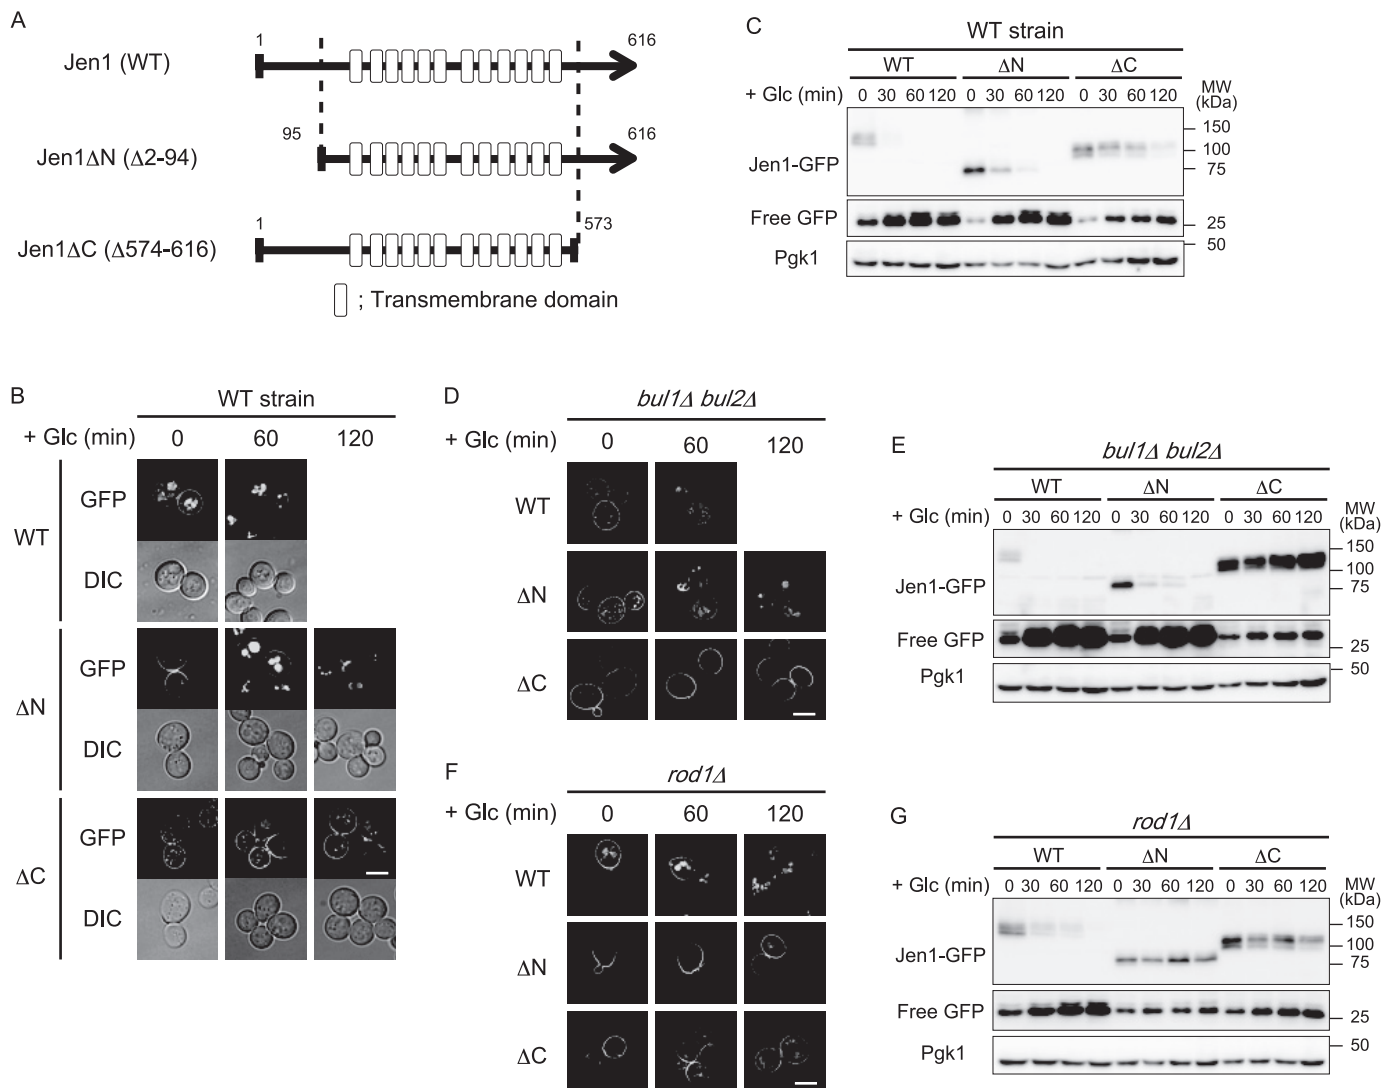 A
1
616
Jen1 (WT)
95
616
Jen1ΔN (Δ2-94)
1
573
Jen1ΔC (Δ574-616)
; Transmembrane domain
B
WT strain
+ Glc (min)
0 60 120
WT
GFP
DIC
ΔN
GFP
DIC
ΔC
GFP
DIC
C
WT strain
WT ΔN ΔC
+ Glc (min) 0 30 60 120 0 30 60 120 0 30 60 120
MW
(kDa)
150
100
75
Jen1-GFP
Free GFP
25
50
Pgk1
D
bul1Δ bul2Δ
+ Glc (min) 0 60 120
WT
ΔN
ΔC
E
bul1Δ bul2Δ
WT ΔN ΔC
+ Glc (min) 0 30 60 120 0 30 60 120 0 30 60 120
MW
(kDa)
150
100
75
Jen1-GFP
Free GFP
25
50
Pgk1
F
rod1Δ
+ Glc (min) 0 60 120
WT
ΔN
ΔC
G
rod1Δ
WT ΔN ΔC
+ Glc (min) 0 30 60 120 0 30 60 120 0 30 60 120
MW
(kDa)
150
100
75
Jen1-GFP
Free GFP
25
50
Pgk1